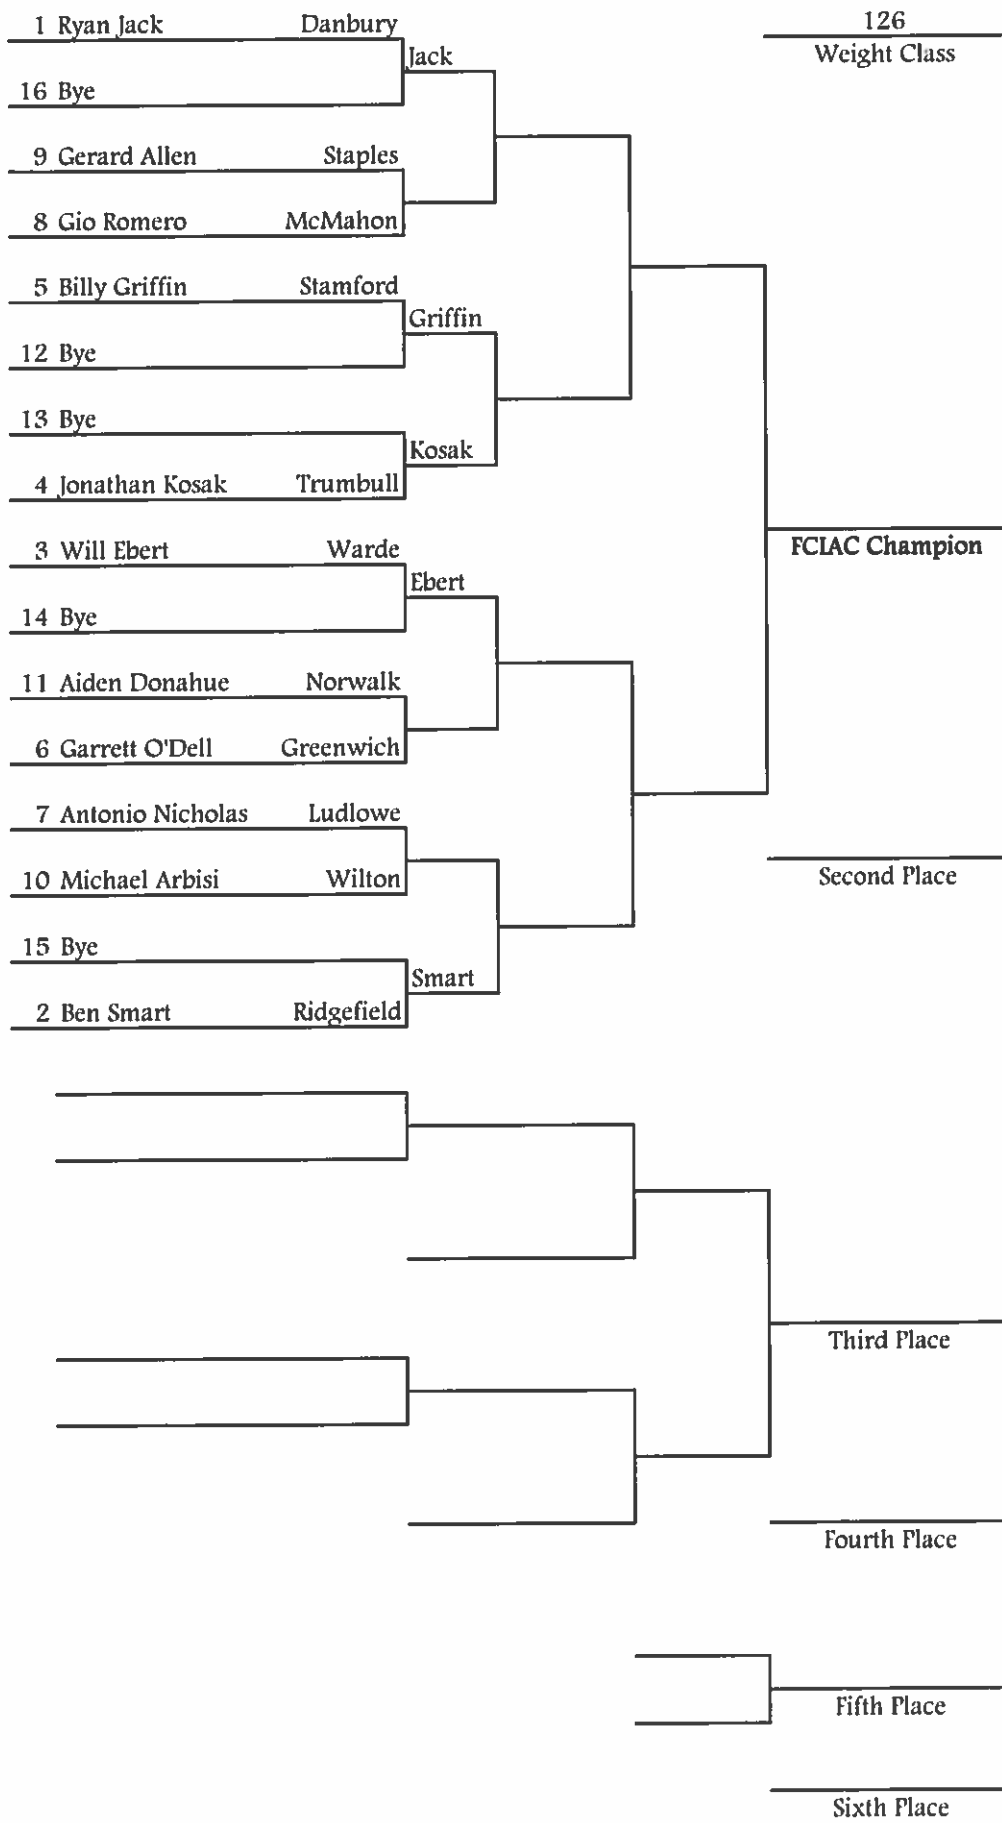 1 Ryan Jack Danbury
126
Weight Class
Jack
16 Bye
9 Gerard Allen Staples
8 Gio Romero McMahon
5 Billy Griffin Stamford
Griffin
12 Bye
13 Bye
Kosak
4 Jonathan Kosak Trumbull
3 Will Ebert Warde
FCIAC Champion
Ebert
14 Bye
11 Aiden Donahue Norwalk
6 Garrett O'Dell Greenwich
7 Antonio Nicholas Ludlowe
10 Michael Arbisi Wilton
Second Place
15 Bye
Smart
2 Ben Smart Ridgefield
Third Place
Fourth Place
Fifth Place
Sixth Place